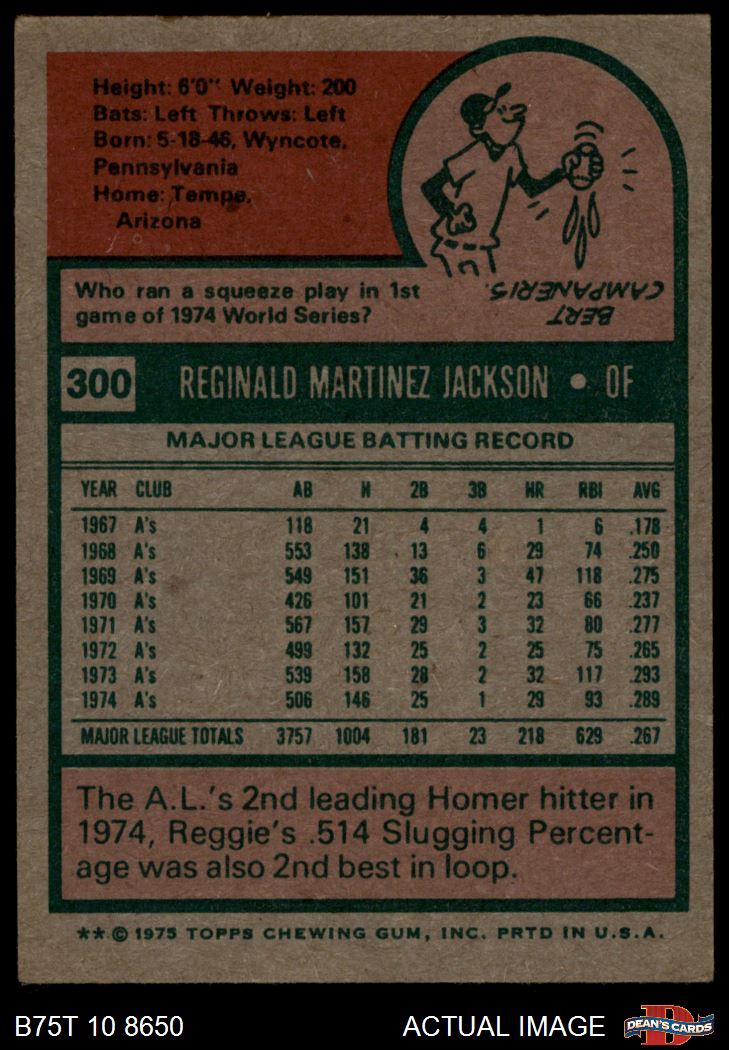 Height: 6'0" Weight: 200
Bats: Left Throws: Left
Born: 5-18-46, Wyncote,
Pennsylvania
Home: Tempe,
Arizona
Who ran a squeeze play in 1st
game of 1974 World Series?
BERT
CAMPANERIS.
300 REGINALD MARTINEZ JACKSON • OF
MAJOR LEAGUE BATTING RECORD
YEAR CLUB AB H 2B 3B HR RBI AVG
1967 A's 118 21 4 4 1 6 .178
1968 A's 553 138 13 6 29 74 .250
1969 A's 549 151 36 3 47 118 .275
1970 A's 426 101 21 2 23 66 .237
1971 A's 567 157 29 3 32 80 .277
1972 A's 499 132 25 2 25 75 .265
1973 A's 539 158 28 2 32 117 .293
1974 A's 506 146 25 1 29 93 .289
MAJOR LEAGUE TOTALS 3757 1004 181 23 218 629 .267
The A.L.'s 2nd leading Homer hitter in
1974, Reggie's .514 Slugging Percent-
age was also 2nd best in loop.
** © 1975 TOPPS CHEWING GUM, INC. PRTD IN U.S.A.
B75T 10 8650 ACTUAL IMAGE D DEAN'S CARDS